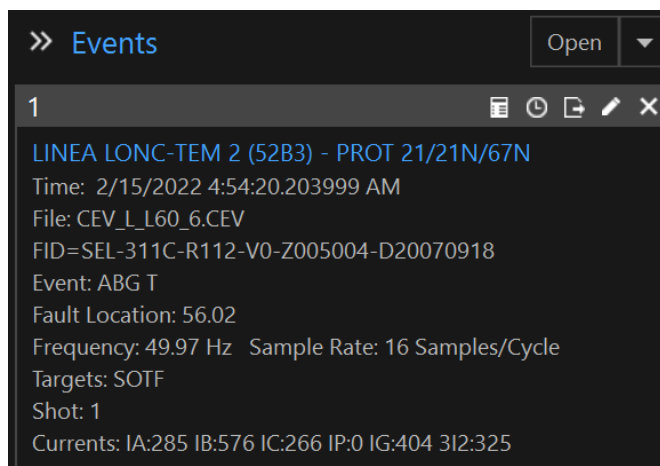 Events
Open
1
LINEA LONC-TEM 2 (52B3) - PROT 21/21N/67N
Time:  2/15/2022 4:54:20.203999 AM
File: CEV_L_L60_6.CEV
FID=SEL-311C-R112-V0-Z005004-D20070918
Event: ABG T
Fault Location: 56.02
Frequency: 49.97 Hz   Sample Rate: 16 Samples/Cycle
Targets: SOTF
Shot: 1
Currents: IA:285 IB:576 IC:266 IP:0 IG:404 3I2:325